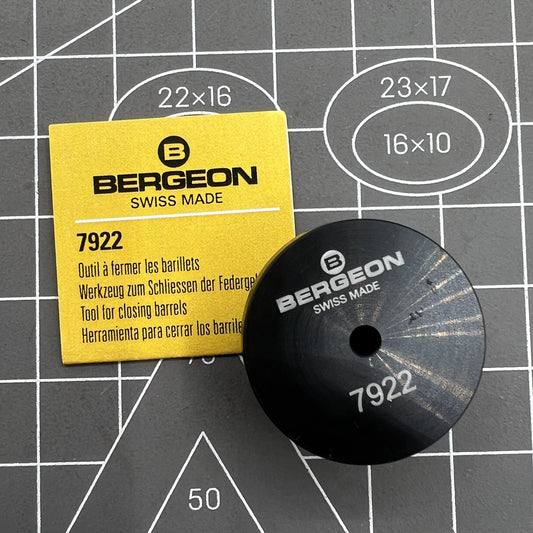 22×16
23×17
16×10
B
BERGEON
SWISS MADE
7922
Outil à fermer les barillets
Werkzeug zum Schliessen der
Tool for closing barrels
Herramienta para cerrar los
B
BERGEON
SWISS MADE
7922
50